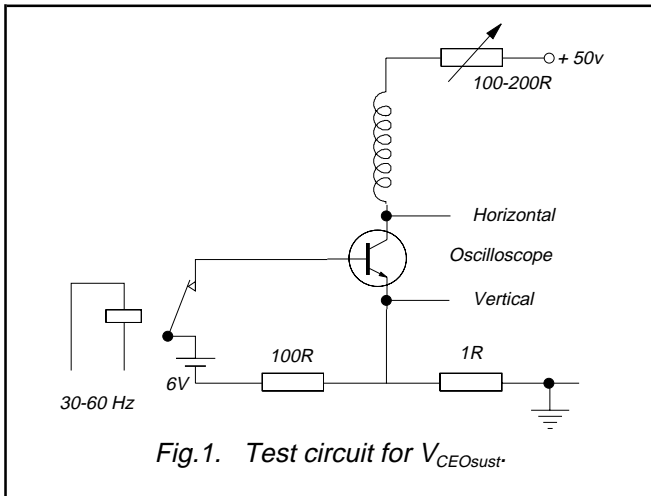 + 50v
100-200R
Horizontal
Oscilloscope
Vertical
100R
1R
6V
30-60 Hz
Fig.1. Test circuit for VCEOsust.